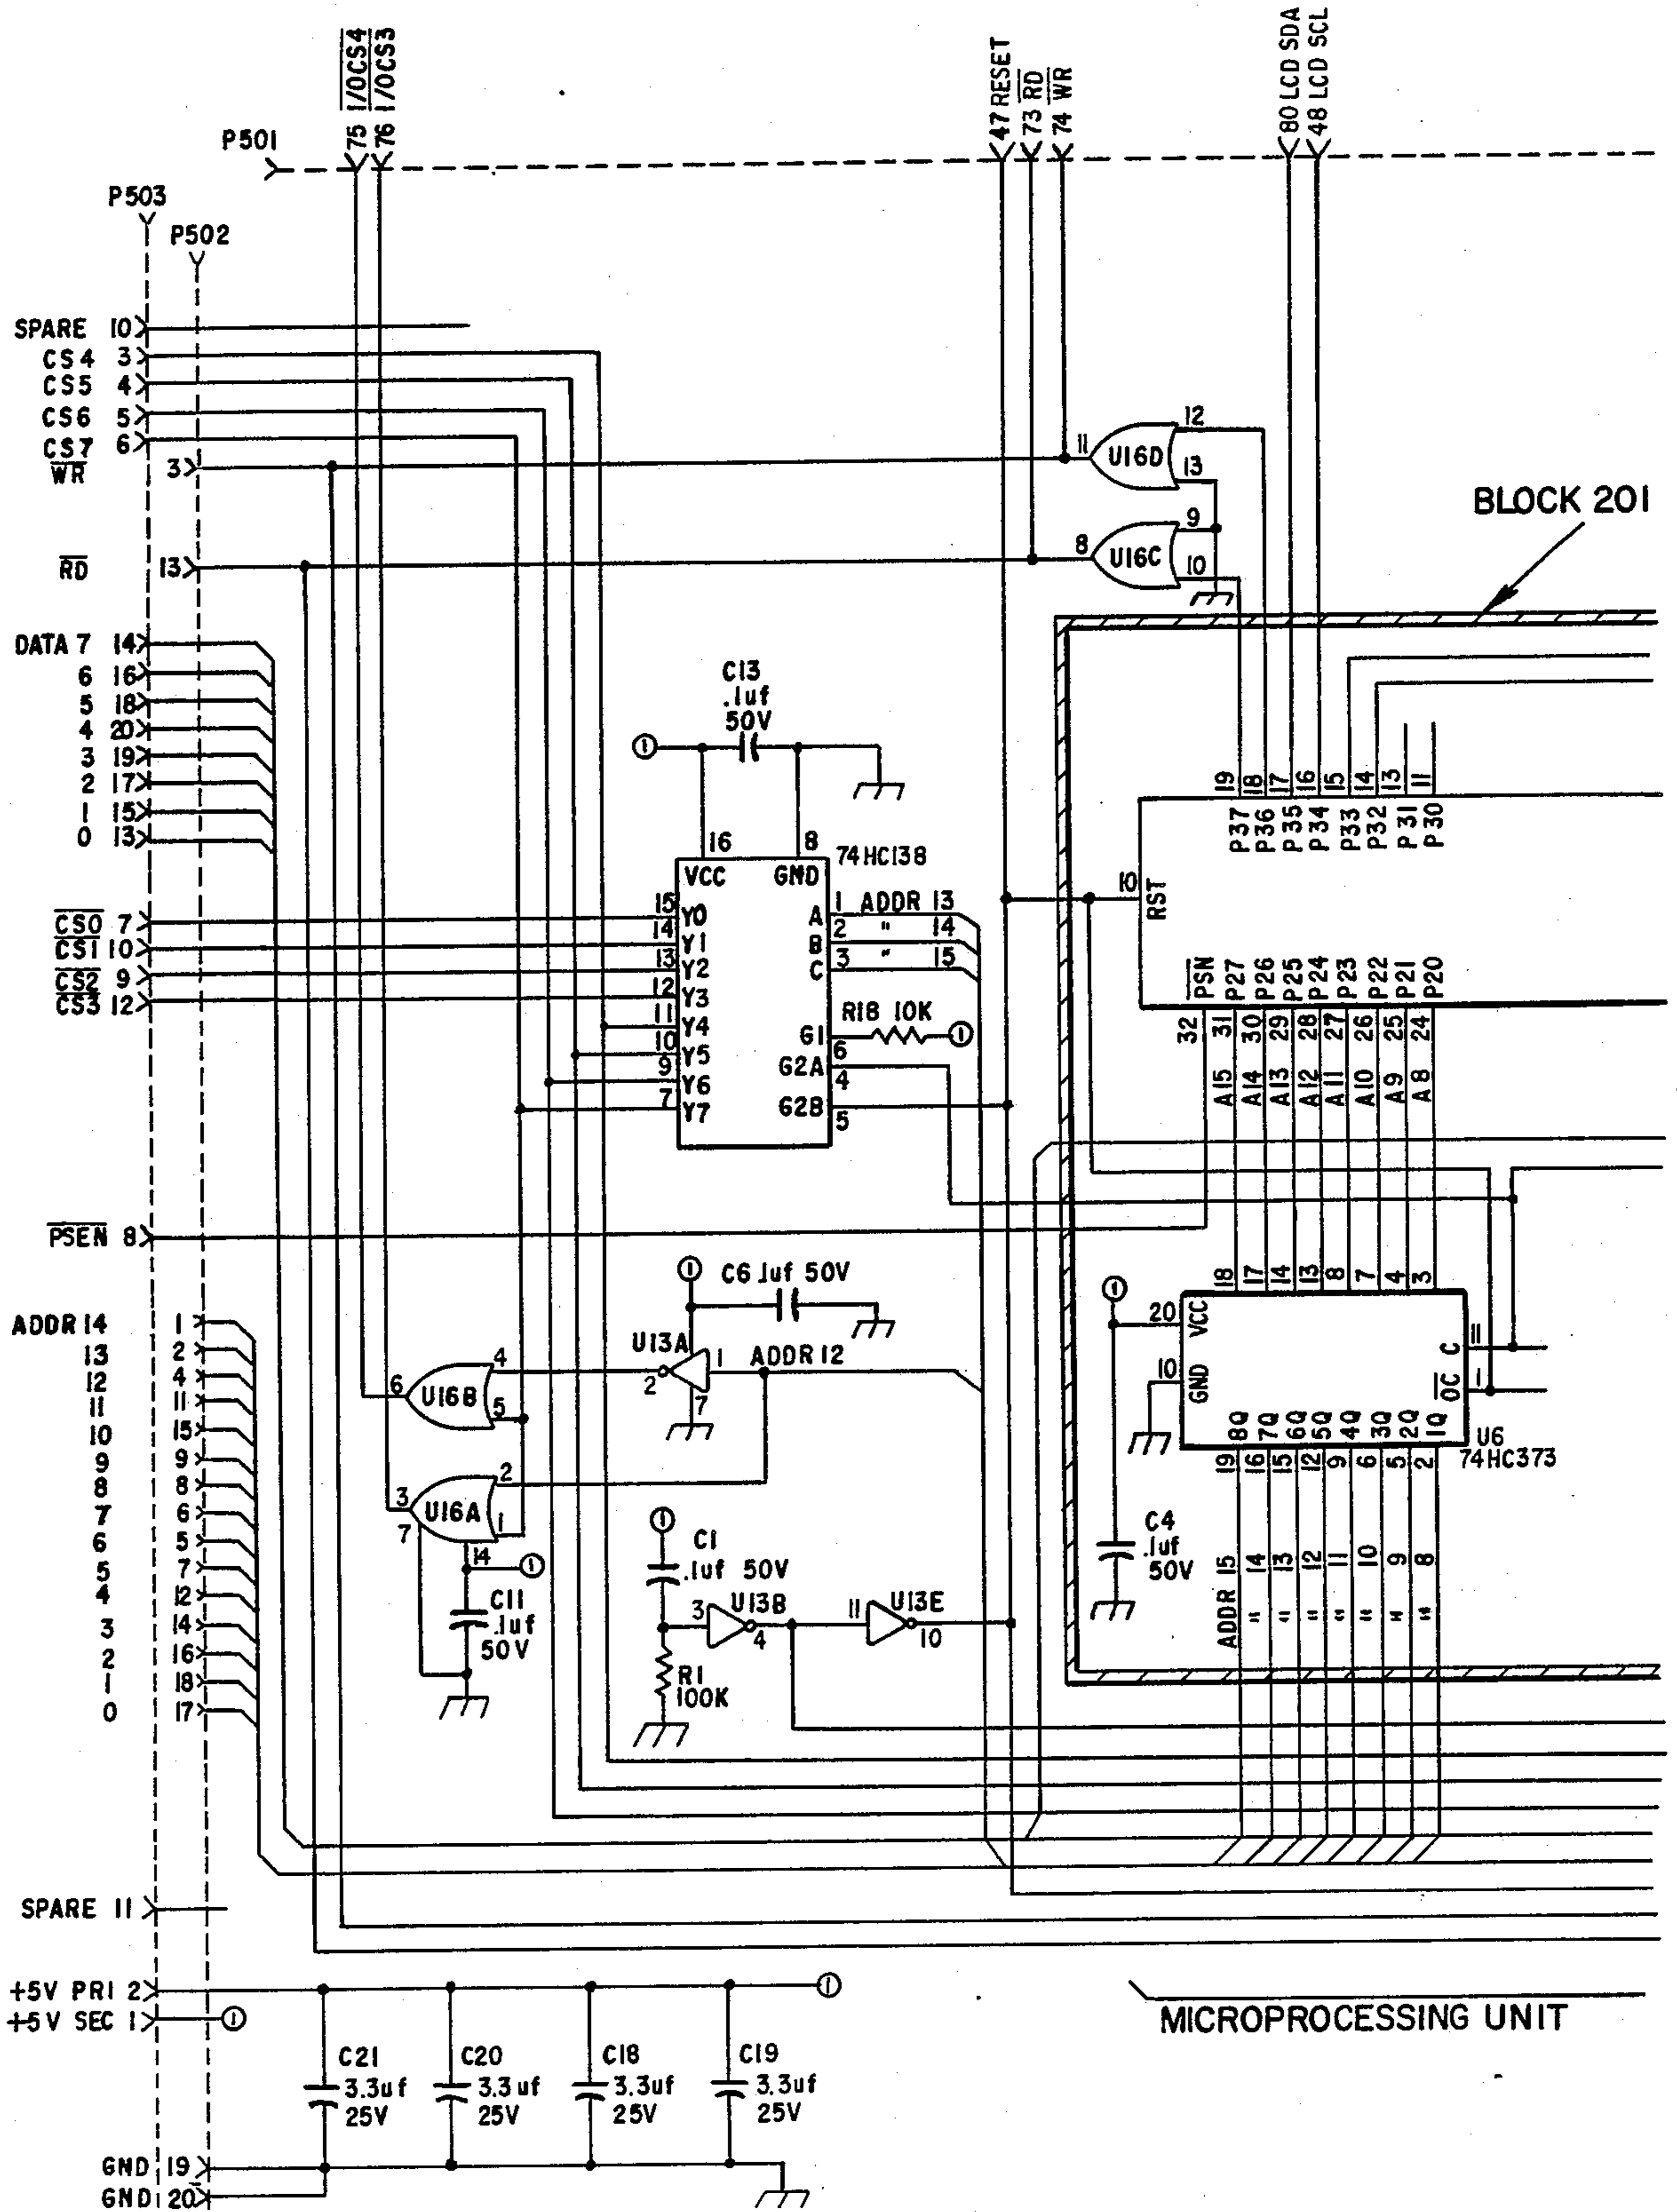 75 I/OCS4
76 I/OCS3
47 RESET
73 RD
74 WR
80 LCD SDA
48 LCD SCL
P501
P503
P502
SPARE 10
CS4 3
CS5 4
CS6 5
CS7 6
WR 3
RD 13
12
11 U16D
13
9
8 U16C
10
BLOCK 201
DATA 7 14
6 16
5 18
4 20
3 19
2 17
1 15
0 13
C13
.1uf
50V
1
19 18 17 16 15 14 13 11
P37 P36 P35 P34 P33 P32 P31 P30
16 8 74HC138
VCC GND
10 RST
CS0 7
CS1 10
CS2 9
CS3 12
15 Y0
14 Y1
13 Y2
12 Y3
11 Y4
10 Y5
9 Y6
7 Y7
A 1 ADDR 13
B 2 " 14
C 3 " 15
R18 10K
G1 6
1
G2A 4
G2B 5
PSN P27 P26 P25 P24 P23 P22 P21 P20
32 31 30 29 28 27 26 25 24
A15 A14 A13 A12 A11 A10 A9 A8
PSEN 8
1
C6 .1uf 50V
1
18 17 14 13 8 7 4 3
20 VCC
10 GND
C 11
OC 1
8Q 7Q 6Q 5Q 4Q 3Q 2Q 1Q
U6
74HC373
19 16 15 12 9 6 5 2
ADDR 15 " 14 " 13 " 12 " 11 " 10 " 9 " 8
ADDR 14 1
13 2
12 4
11 11
10 15
9 9
8 8
7 6
6 5
5 7
4 12
3 14
2 16
1 18
0 17
U13A
2 1 ADDR 12
7
4
6 U16B
5
2
3 U16A
7 1
14 1
C11
.1uf
50V
1
C1
.1uf 50V
3 U13B 4
11 U13E 10
R1
100K
C4
.1uf
50V
SPARE 11
+5V PRI 2
1
+5V SEC 1
1
MICROPROCESSING UNIT
C21
3.3uf
25V
C20
3.3uf
25V
C18
3.3uf
25V
C19
3.3uf
25V
GND 19
GND 20